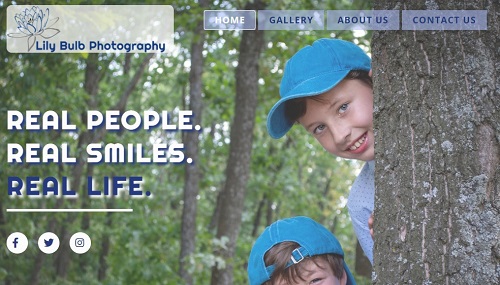 Lily Bulb Photography
HOME GALLERY ABOUT US CONTACT US
REAL PEOPLE.
REAL SMILES.
REAL LIFE.